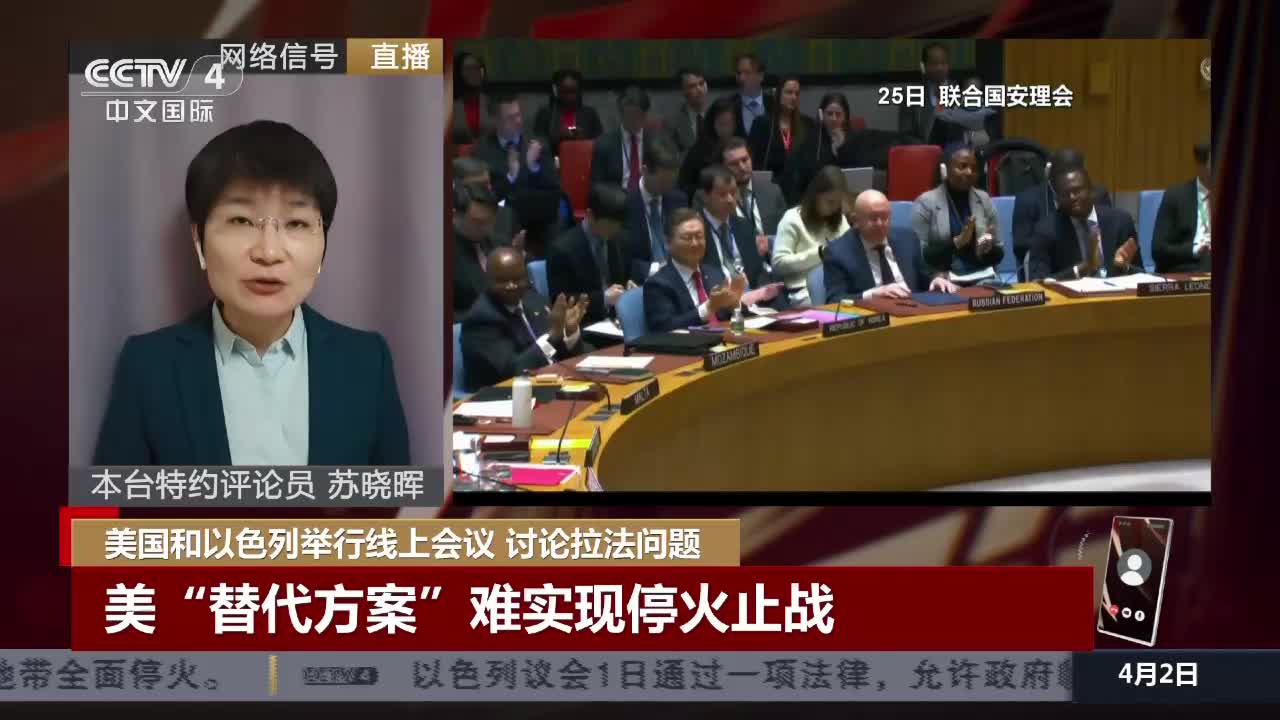 网络信号 直播
CCTV 4
中文国际
25日 联合国安理会
RUSSIAN FEDERATION
SIERRA LEONE
REPUBLIC OF KOREA
MOZAMBIQUE
MALTA
本台特约评论员 苏晓晖
美国和以色列举行线上会议 讨论拉法问题
美“替代方案”难实现停火止战
地带全面停火。 CCTV 4 以色列议会1日通过一项法律，允许政府
4月2日